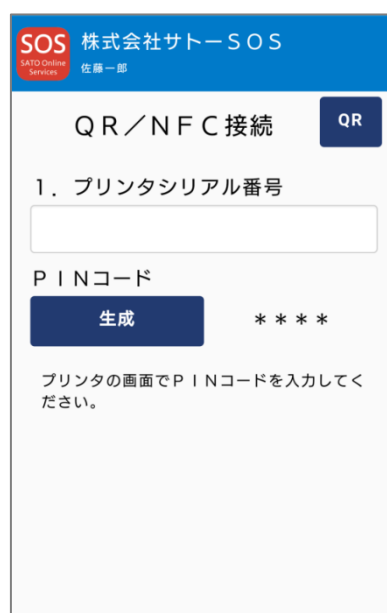 SOS
SATO Online
Services
株式会社サトーＳＯＳ
佐藤一郎
ＱＲ／ＮＦＣ接続
QR
１．プリンタシリアル番号
ＰＩＮコード
生成
＊＊＊＊
プリンタの画面でＰＩＮコードを入力してく
ださい。